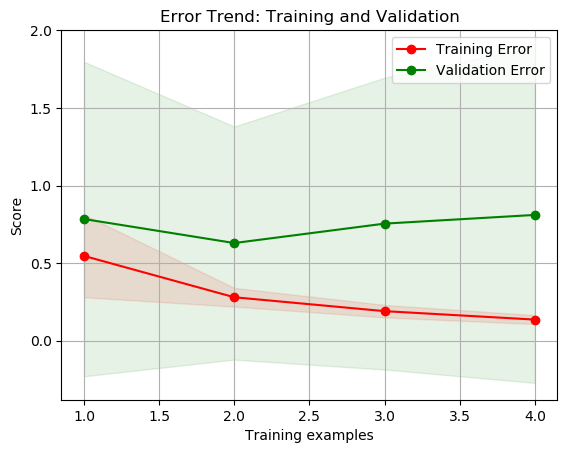 Error Trend: Training and Validation
2.0
1.5
1.0
0.5
0.0
Score
Training Error
Validation Error
1.0 1.5 2.0 2.5 3.0 3.5 4.0
Training examples